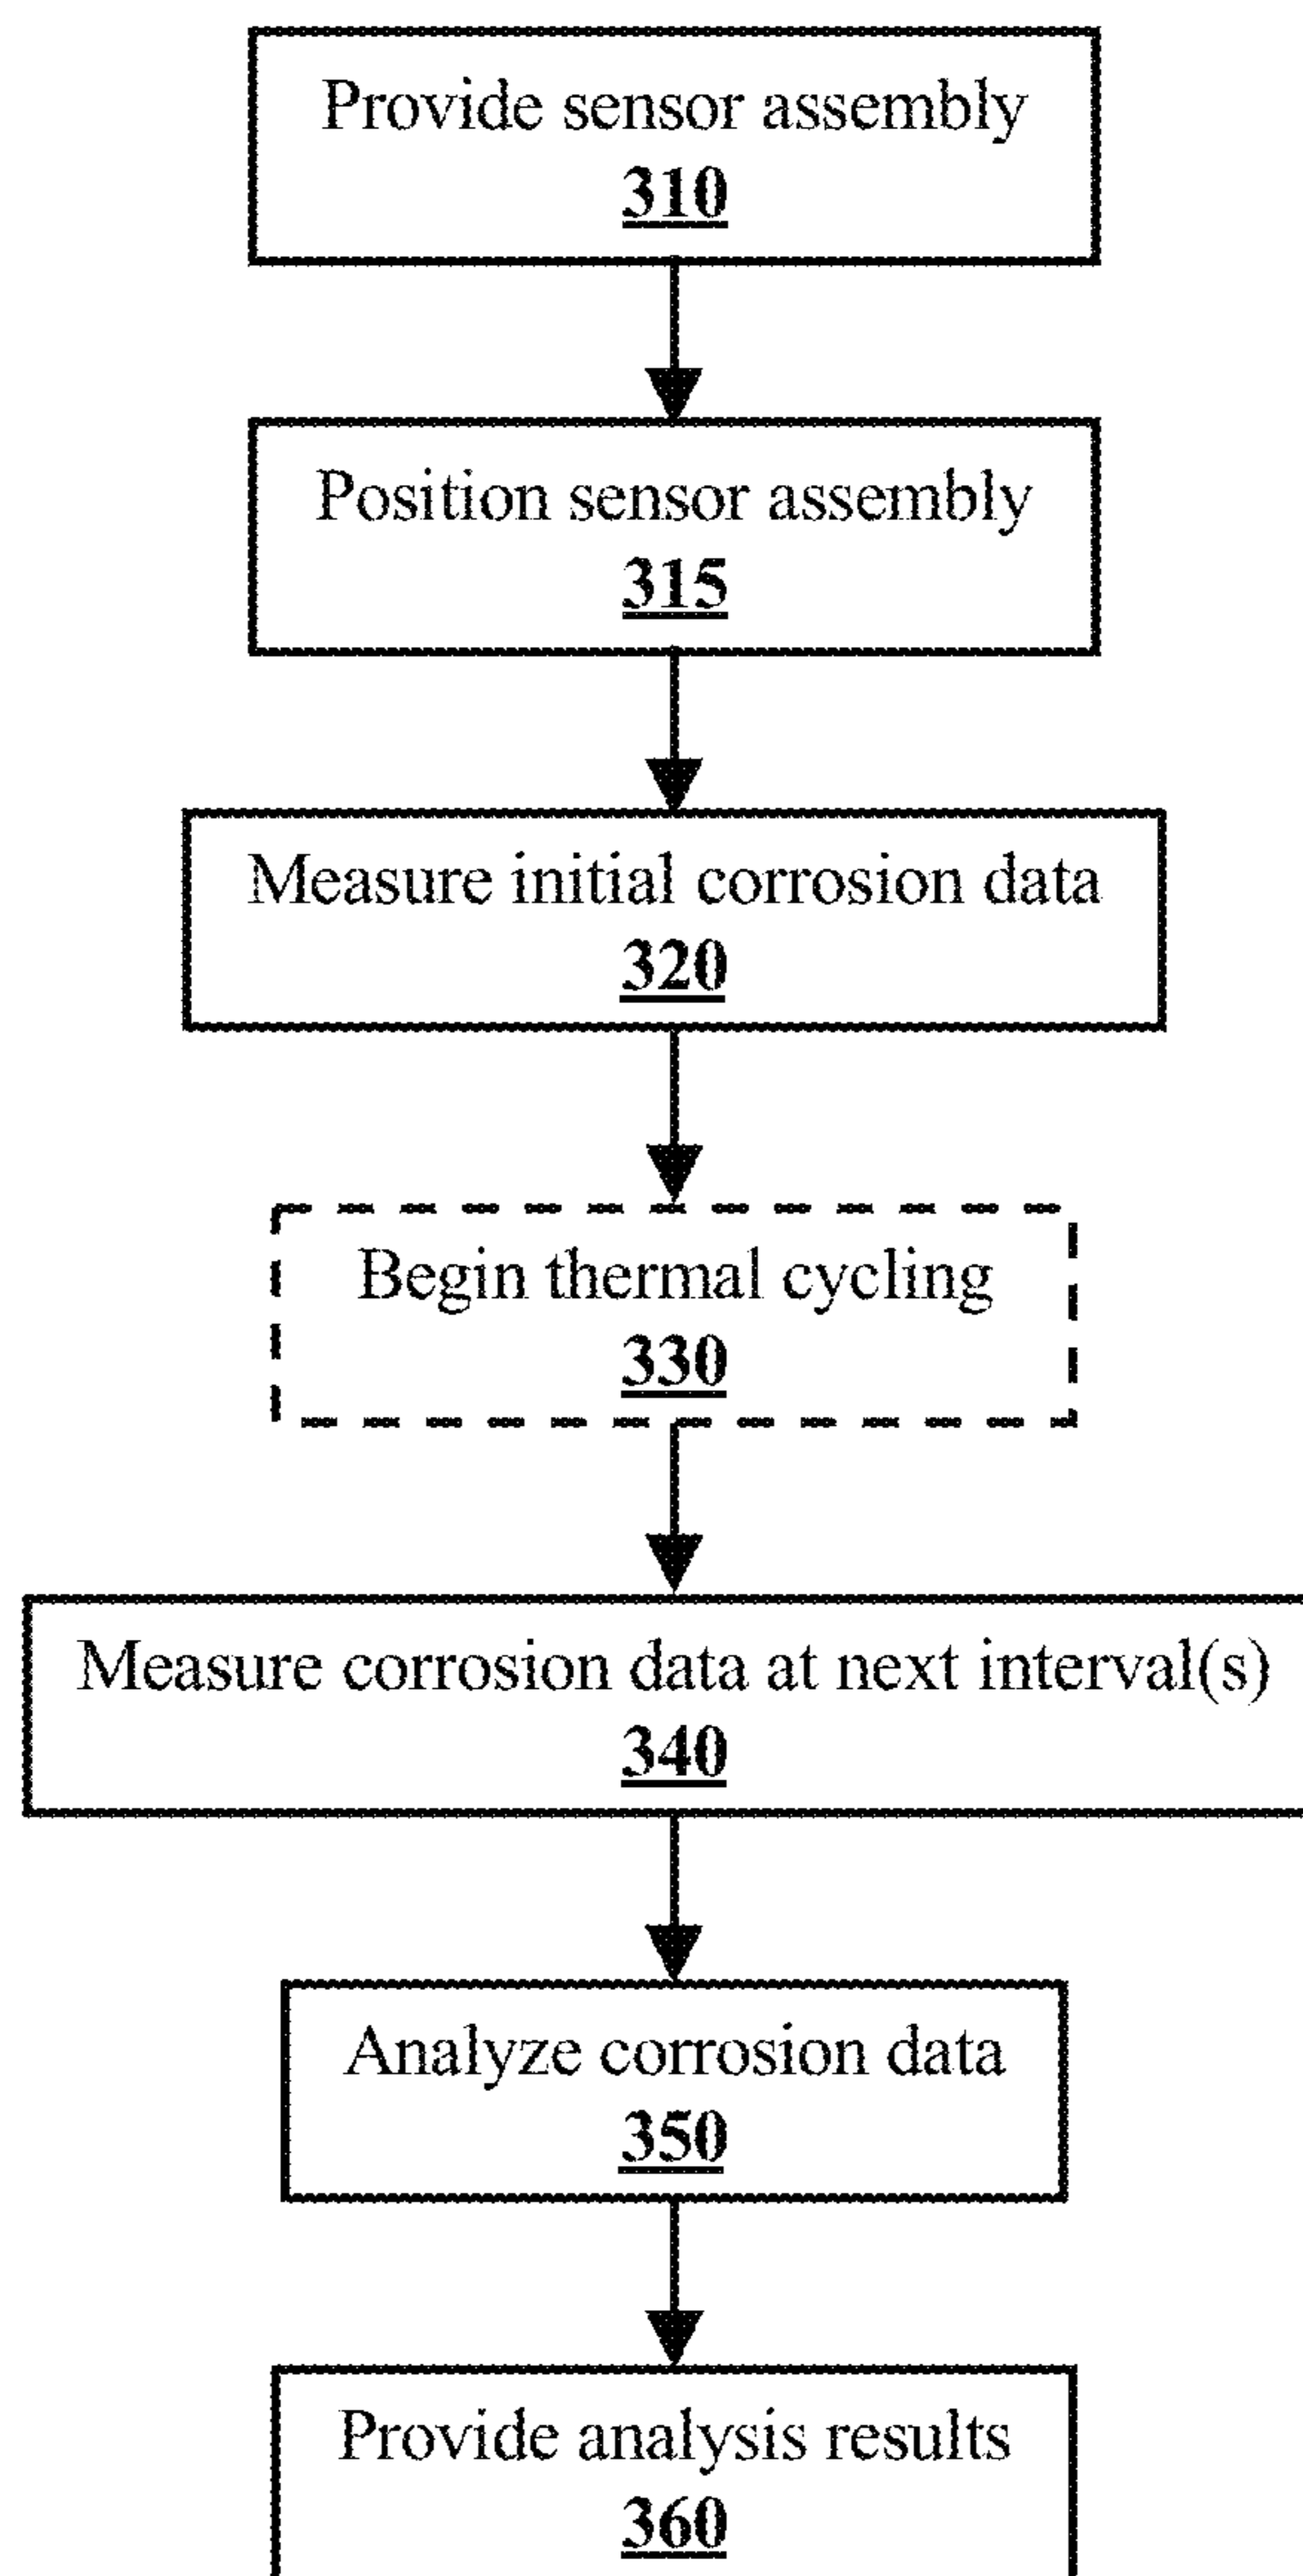 Provide sensor assembly
310
Position sensor assembly
315
Measure initial corrosion data
320
Begin thermal cycling
330
Measure corrosion data at next interval(s)
340
Analyze corrosion data
350
Provide analysis results
360